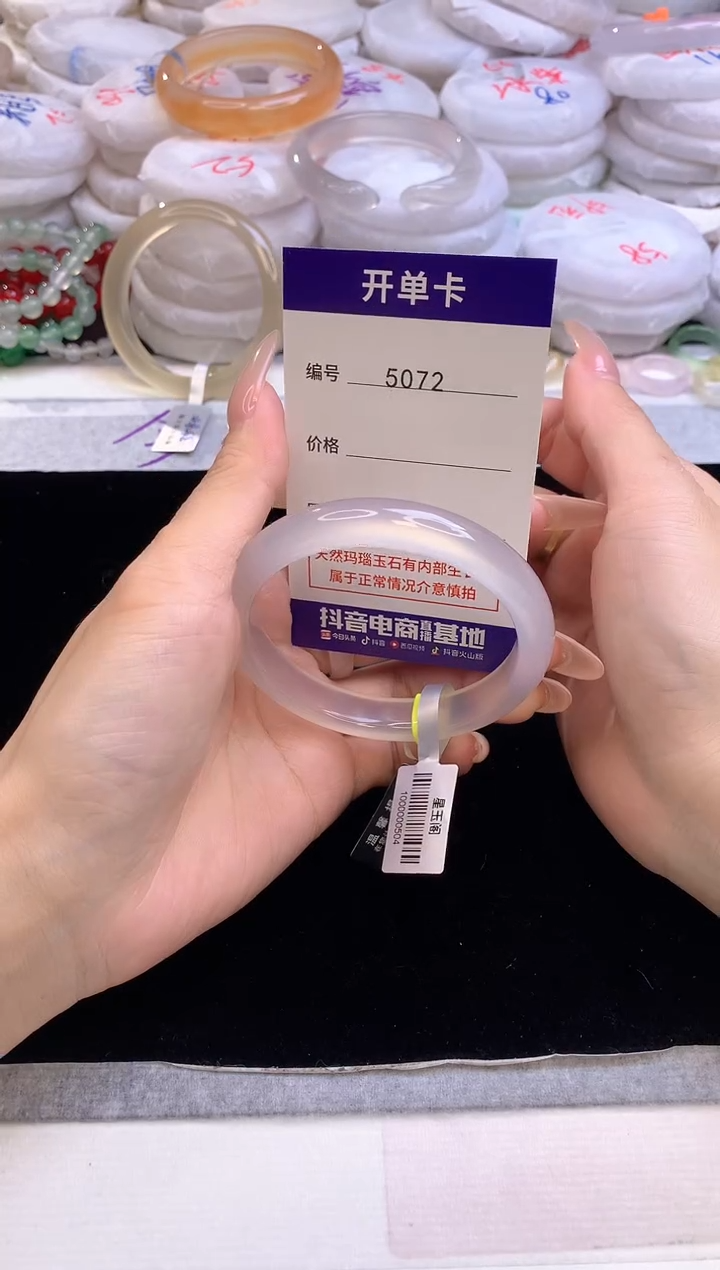 开单卡
编号 5072
价格
天然玛瑙玉石有内部生
属于正常情况介意慎拍
抖音电商直播基地
今日头条 抖音 西瓜视频 抖音火山版
星玉阁
1000000504
52
58